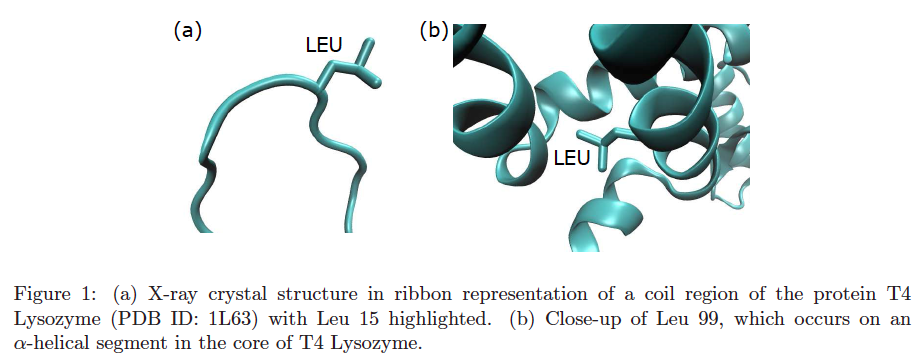 (a)
LEU
(b)
LEU
Figure 1: (a) X-ray crystal structure in ribbon representation of a coil region of the protein T4
Lysozyme (PDB ID: 1L63) with Leu 15 highlighted. (b) Close-up of Leu 99, which occurs on an
α-helical segment in the core of T4 Lysozyme.